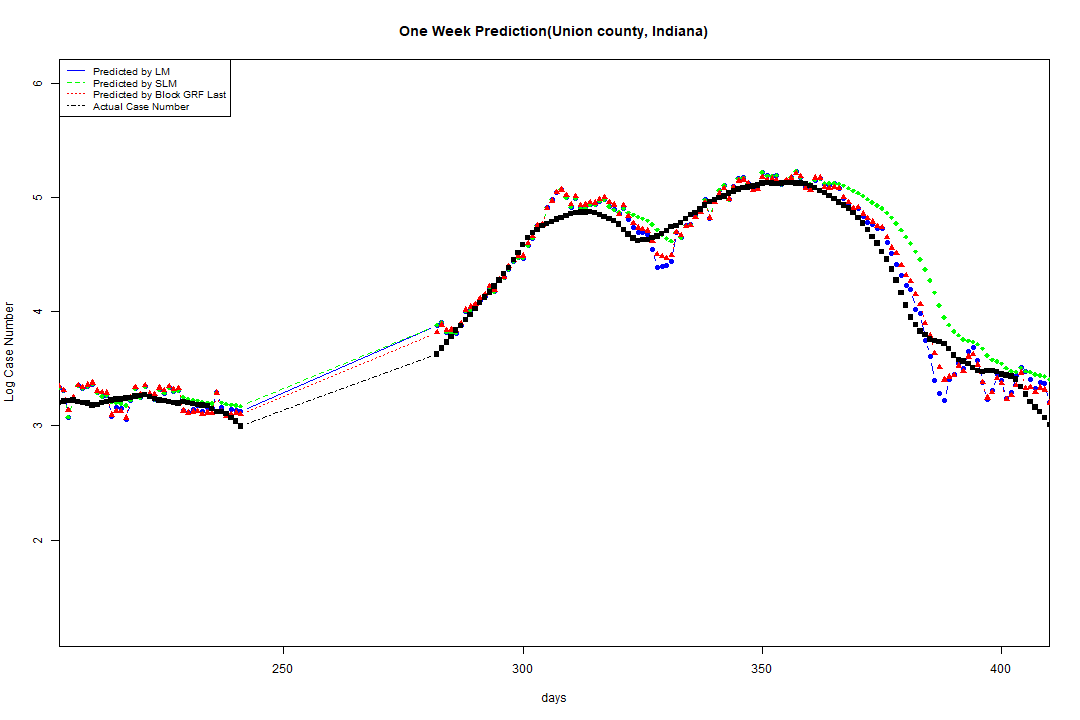 One Week Prediction(Union county, Indiana)
Predicted by LM
Predicted by SLM
Predicted by Block GRF Last
Actual Case Number
6
5
4
3
2
Log Case Number
250
300
350
400
days